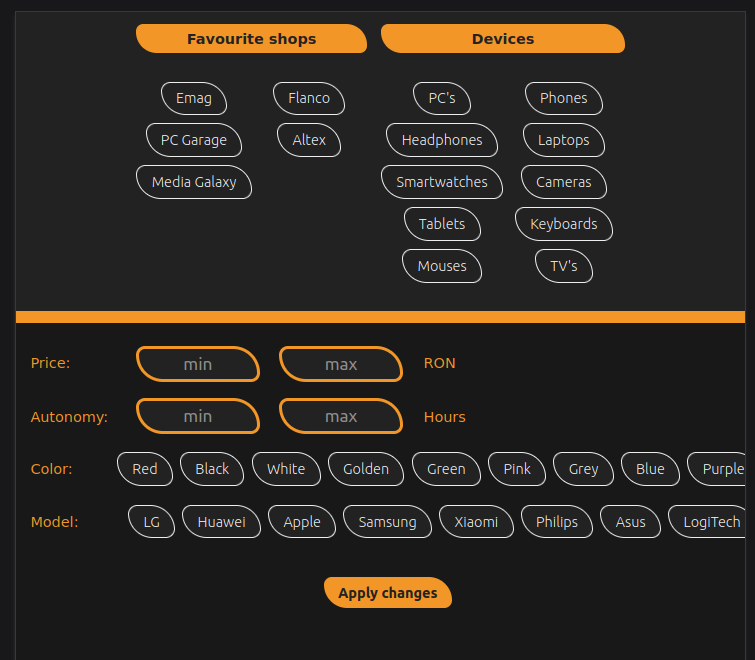 Favourite shops Devices
Emag Flanco PC's Phones
PC Garage Altex Headphones Laptops
Media Galaxy Smartwatches Cameras
Tablets Keyboards
Mouses TV's
Price: min max RON
Autonomy: min max Hours
Color: Red Black White Golden Green Pink Grey Blue Purple
Model: LG Huawei Apple Samsung Xiaomi Philips Asus LogiTech
Apply changes